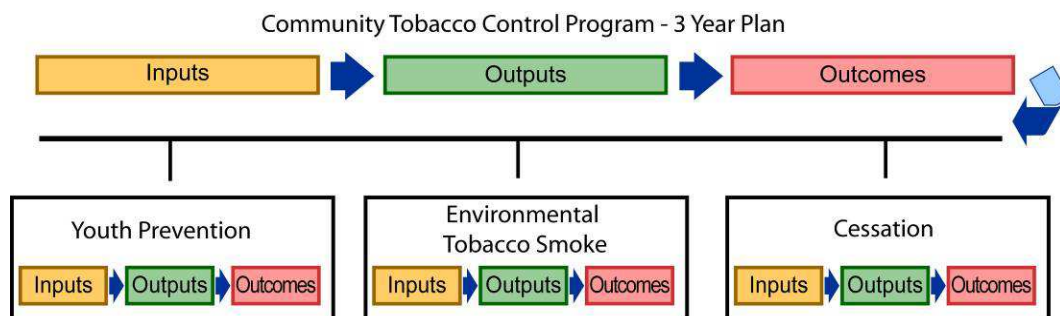 Community Tobacco Control Program - 3 Year Plan
Inputs
Outputs
Outcomes
Youth Prevention
Inputs
Outputs
Outcomes
Environmental
Tobacco Smoke
Inputs
Outputs
Outcomes
Cessation
Inputs
Outputs
Outcomes